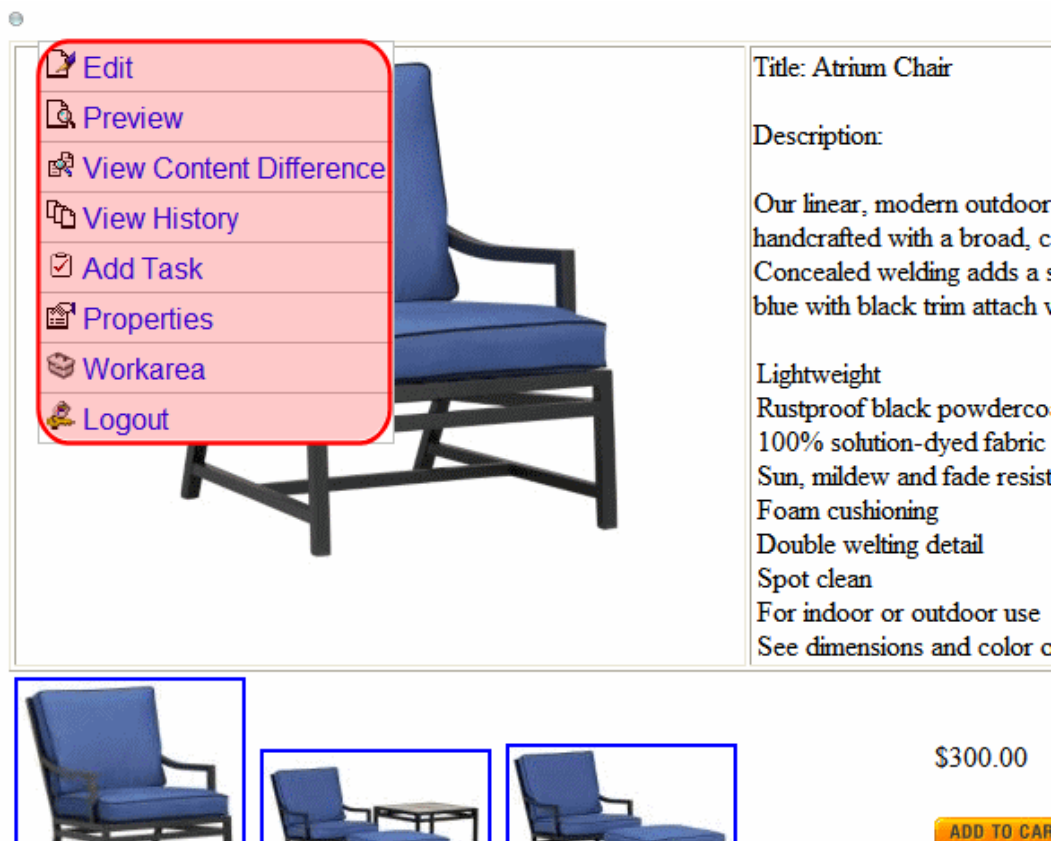 Edit
Preview
View Content Difference
View History
Add Task
Properties
Workarea
Logout
Title: Atrium Chair
Description:
Our linear, modern outdoor
handcrafted with a broad,
Concealed welding adds a
blue with black trim attach
Lightweight
Rustproof black
100% solution-dyed fabric
Sun, mildew and fade
Foam cushioning
Double welting detail
Spot clean
For indoor or outdoor use
See dimensions and color
$300.00
ADD TO